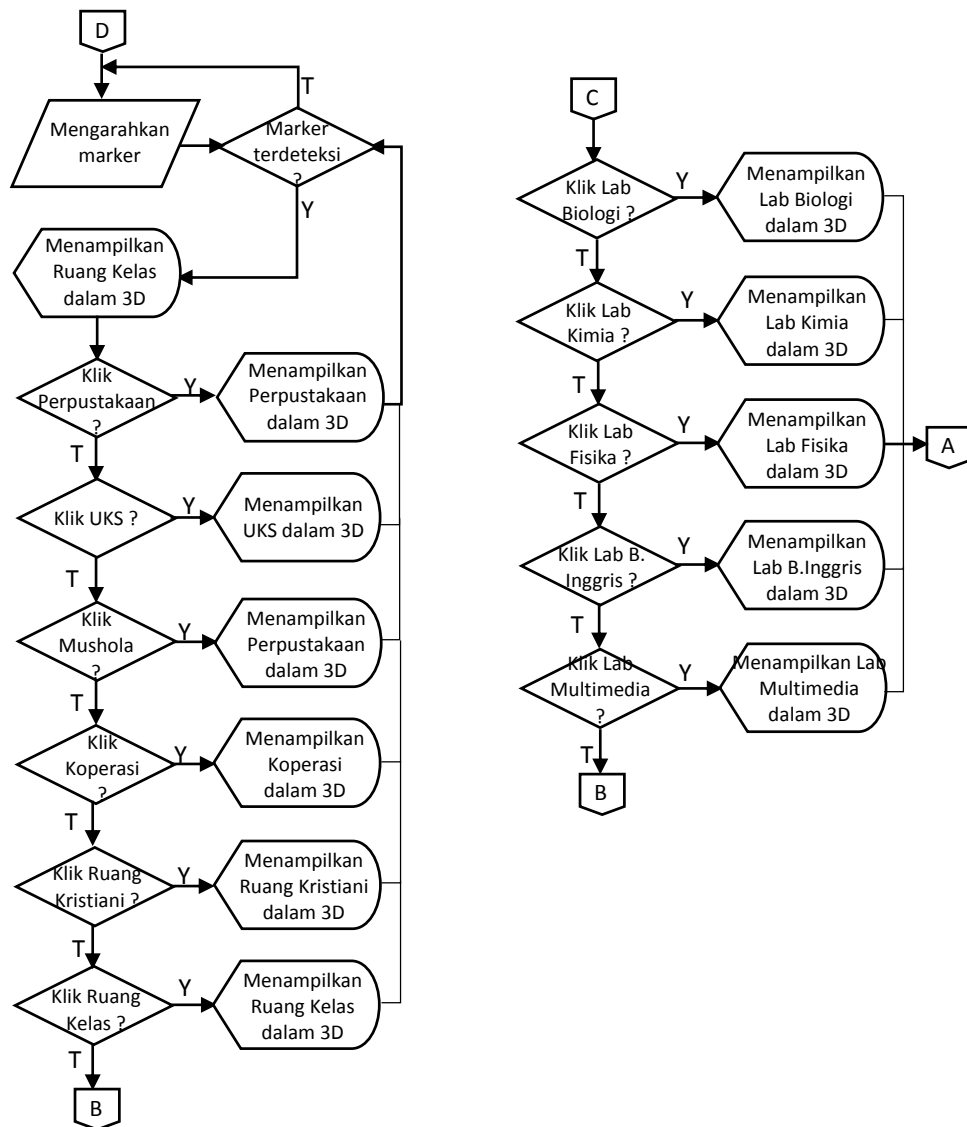 D
T
Mengarahkan
marker
Marker
terdeteksi
?
Y
Menampilkan
Ruang Kelas
dalam 3D
Klik
Perpustakaan
?
Y
Menampilkan
Perpustakaan
dalam 3D
T
Klik UKS ?
Y
Menampilkan
UKS dalam 3D
T
Klik
Mushola
?
Y
Menampilkan
Perpustakaan
dalam 3D
T
Klik
Koperasi
?
Y
Menampilkan
Koperasi
dalam 3D
T
Klik Ruang
Kristiani ?
Y
Menampilkan
Ruang Kristiani
dalam 3D
T
Klik Ruang
Kelas ?
Y
Menampilkan
Ruang Kelas
dalam 3D
T
B
C
Klik Lab
Biologi ?
Y
Menampilkan
Lab Biologi
dalam 3D
T
Klik Lab
Kimia ?
Y
Menampilkan
Lab Kimia
dalam 3D
T
Klik Lab
Fisika ?
Y
Menampilkan
Lab Fisika
dalam 3D
A
T
Klik Lab B.
Inggris ?
Y
Menampilkan
Lab B.Inggris
dalam 3D
T
Klik Lab
Multimedia
?
Y
Menampilkan Lab
Multimedia
dalam 3D
T
B